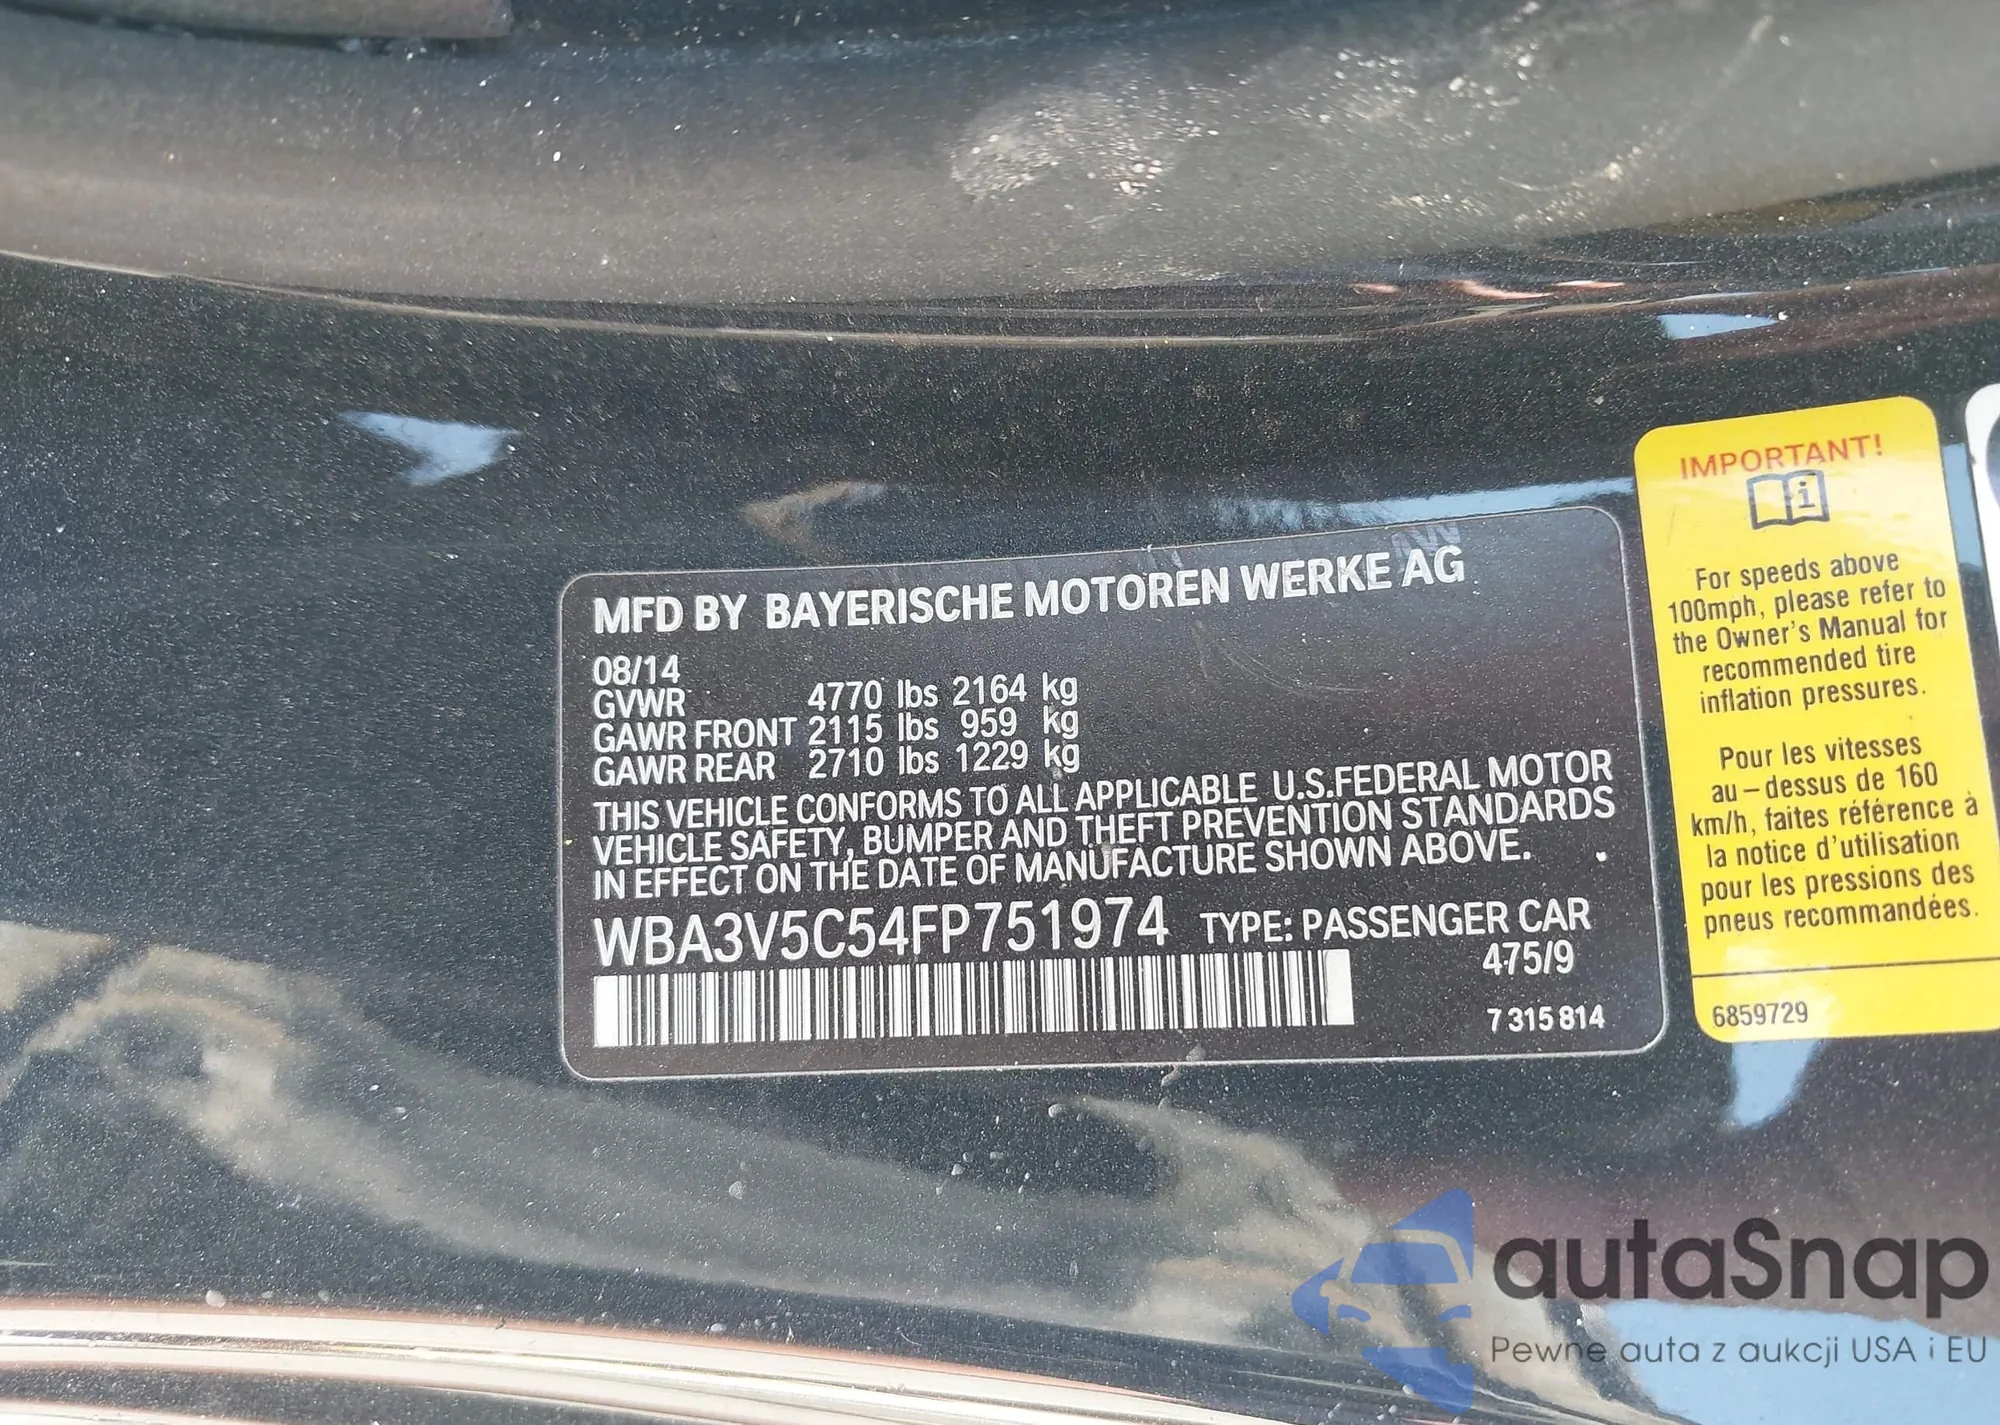 MFD BY BAYERISCHE MOTOREN WERKE AG
08/14
GVWR 4770 lbs 2164 kg
GAWR FRONT 2115 lbs 959 kg
GAWR REAR 2710 lbs 1229 kg
THIS VEHICLE CONFORMS TO ALL APPLICABLE U.S.FEDERAL MOTOR
VEHICLE SAFETY, BUMPER AND THEFT PREVENTION STANDARDS
IN EFFECT ON THE DATE OF MANUFACTURE SHOWN ABOVE.
WBA3V5C54FP751974 TYPE: PASSENGER CAR
475/9
7 315 814
IMPORTANT!
i
For speeds above
100mph, please refer to
the Owner's Manual for
recommended tire
inflation pressures.
Pour les vitesses
au-dessus de 160
km/h, faites référence à
la notice d'utilisation
pour les pressions des
pneus recommandées.
6859729
autaSnap
Pewne auta z aukcji USA i EU